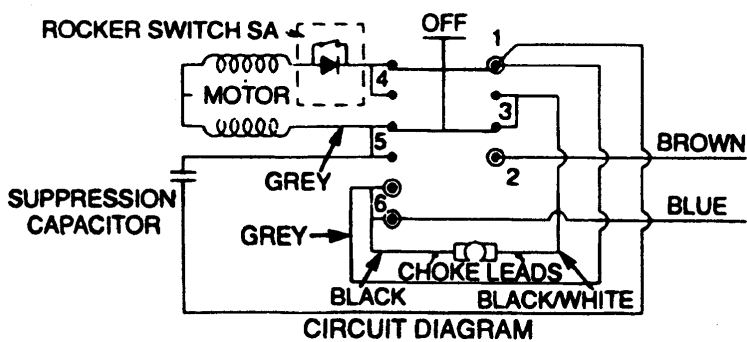 ROCKER SWITCH SA
OFF
1
4
MOTOR
3
5
BROWN
GREY
2
SUPPRESSION
CAPACITOR
6
BLUE
GREY
CHOKE LEADS
BLACK
BLACK/WHITE
CIRCUIT DIAGRAM